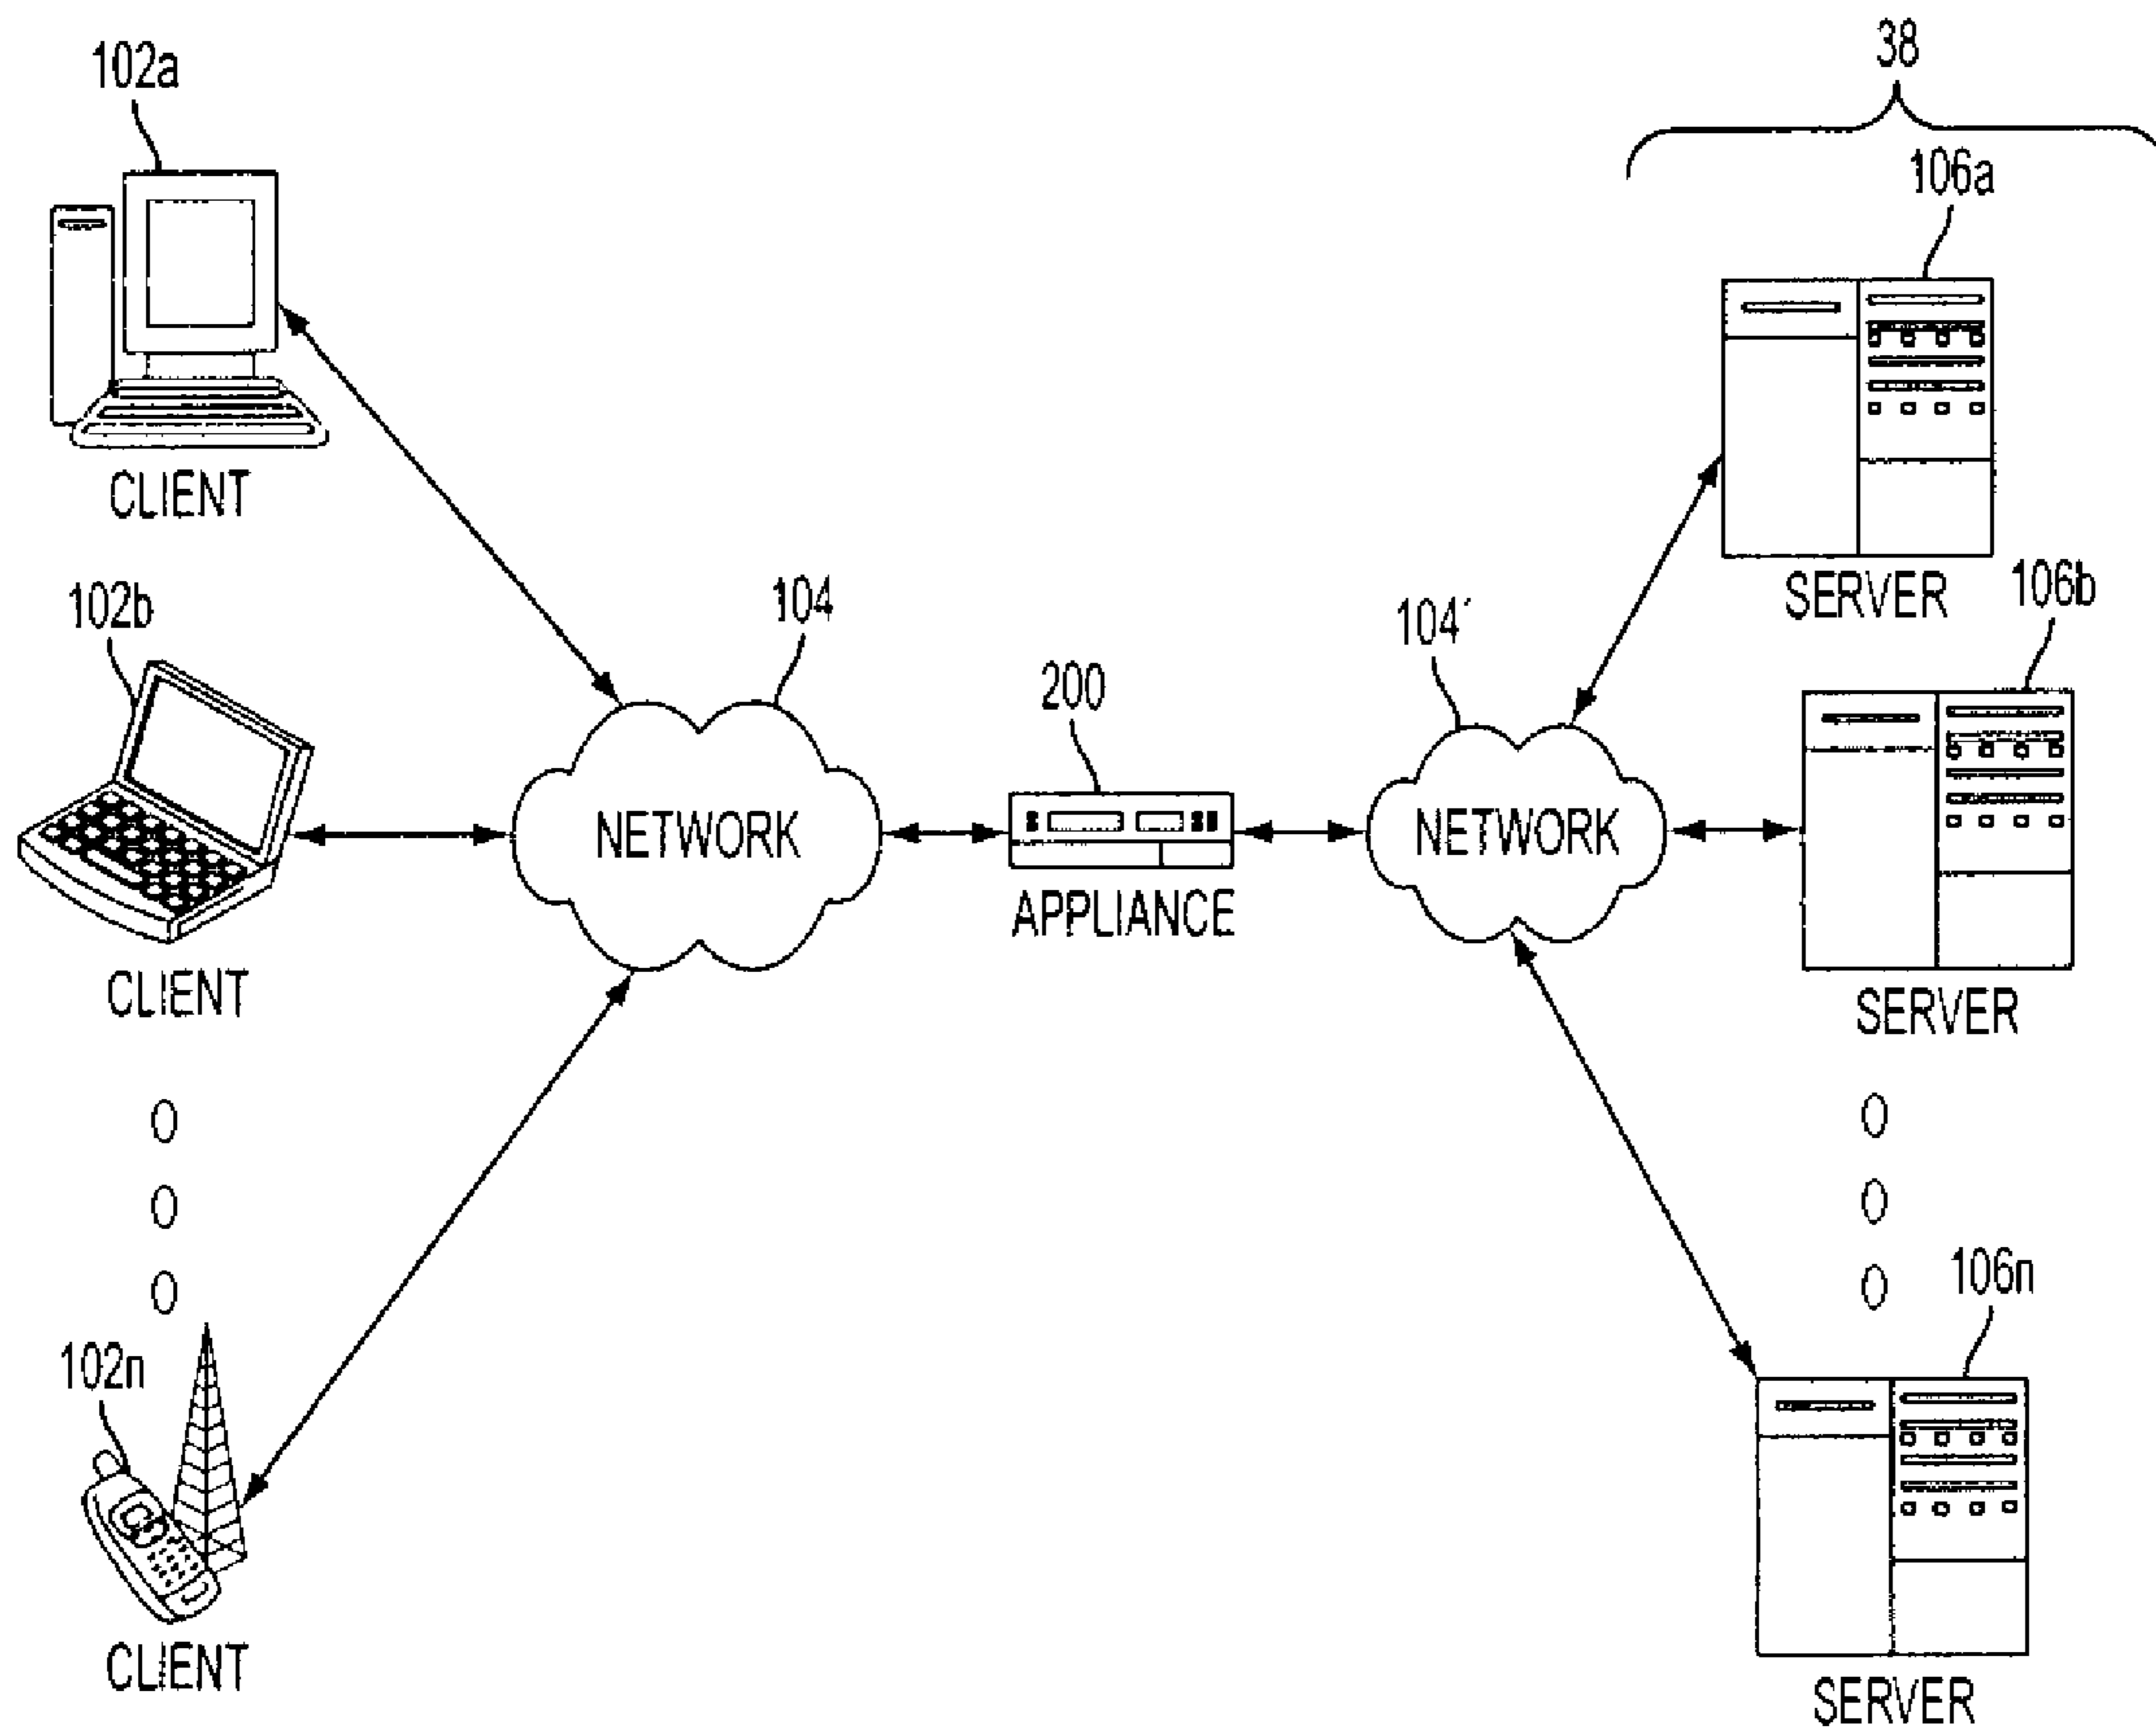 38
102a
106a
CLIENT
SERVER
102b
104
104'
106b
200
NETWORK
NETWORK
APPLIANCE
CLIENT
SERVER
106n
102n
CLIENT
SERVER